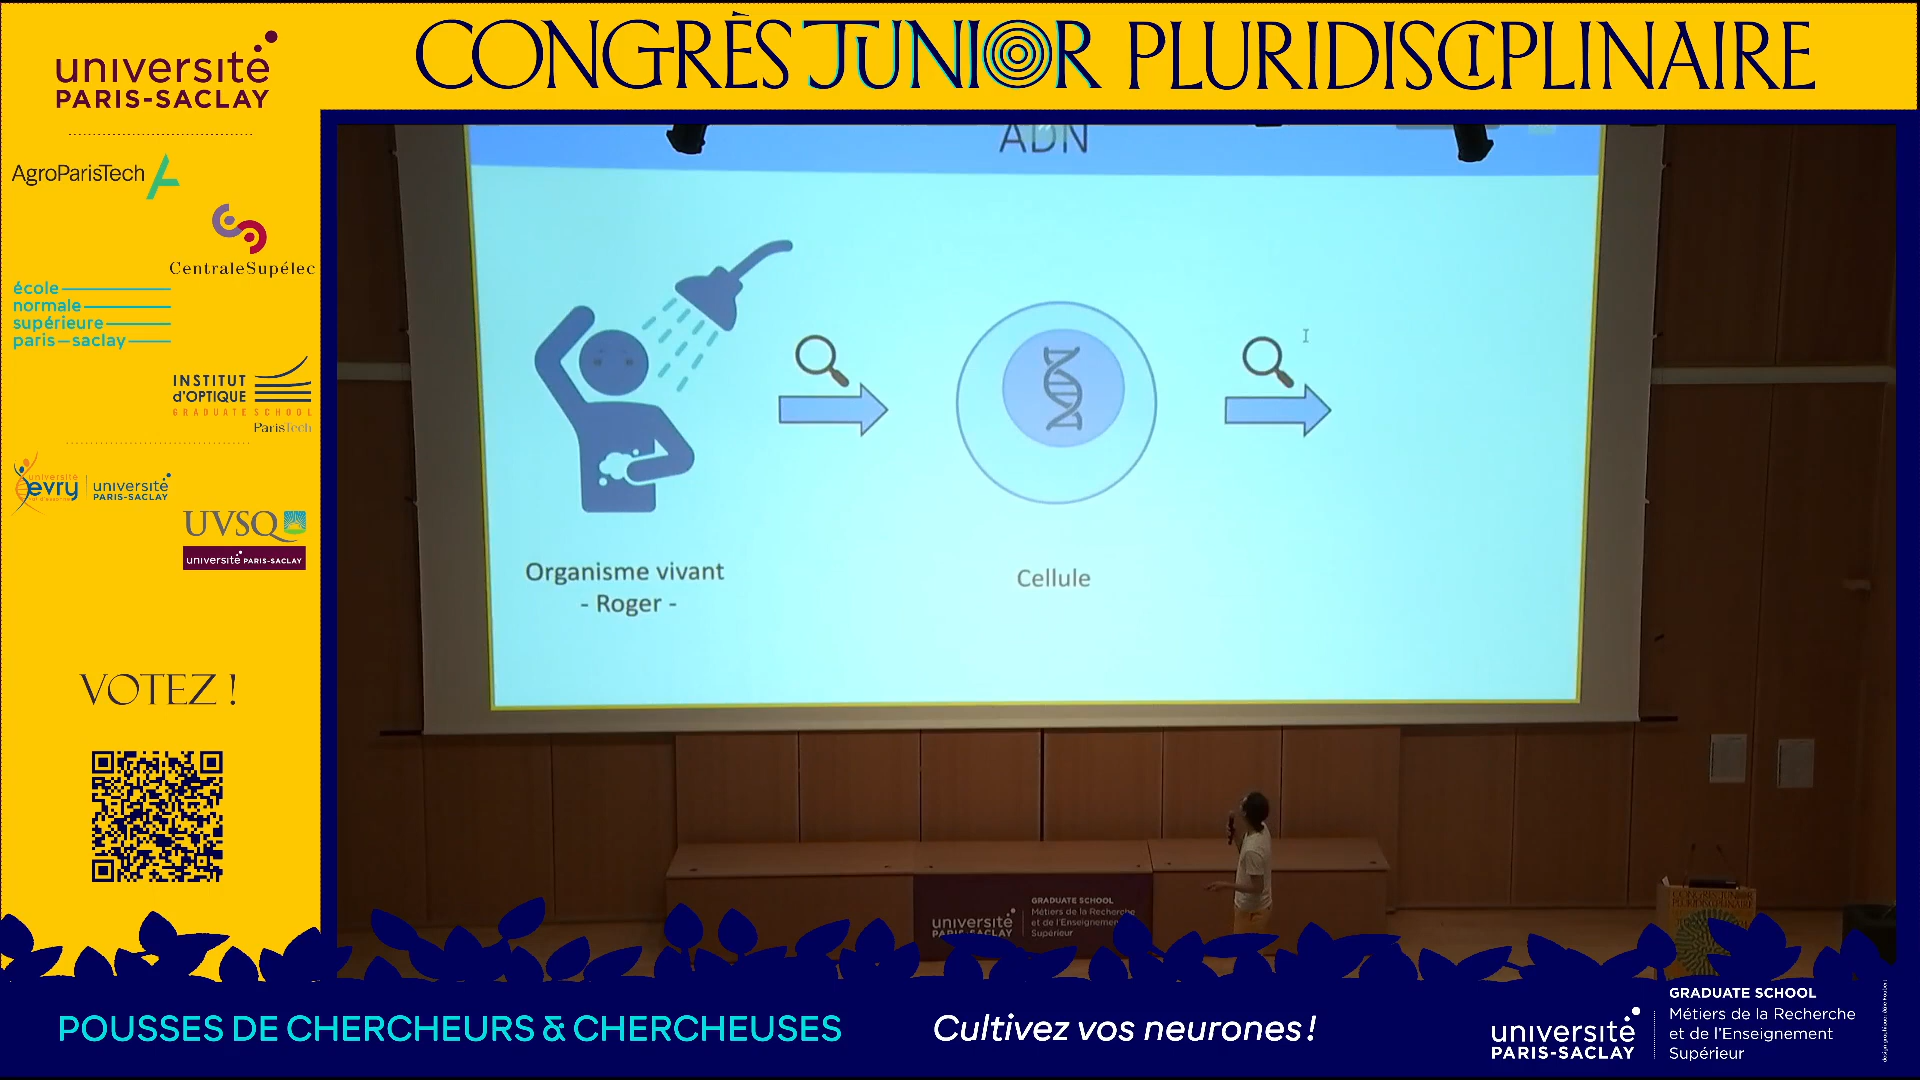 CONGRÈS JUNIOR PLURIDISCIPLINAIRE
université
PARIS-SACLAY
AgroParisTech
CentraleSupélec
école
normale
supérieure
paris-saclay
INSTITUT
d'OPTIQUE
GRADUATE SCHOOL
ParisTech
université
evry
université
PARIS-SACLAY
UVSQ
université PARIS-SACLAY
VOTEZ !
ADN
Organisme vivant
- Roger -
Cellule
université
PARIS-SACLAY
GRADUATE SCHOOL
Métiers de la Recherche
et de l'Enseignement
Supérieur
CONGRÈS JUNIOR
PLURIDISCIPLINAIRE
POUSSES DE CHERCHEURS & CHERCHEUSES
Cultivez vos neurones !
université
PARIS-SACLAY
GRADUATE SCHOOL
Métiers de la Recherche
et de l'Enseignement
Supérieur